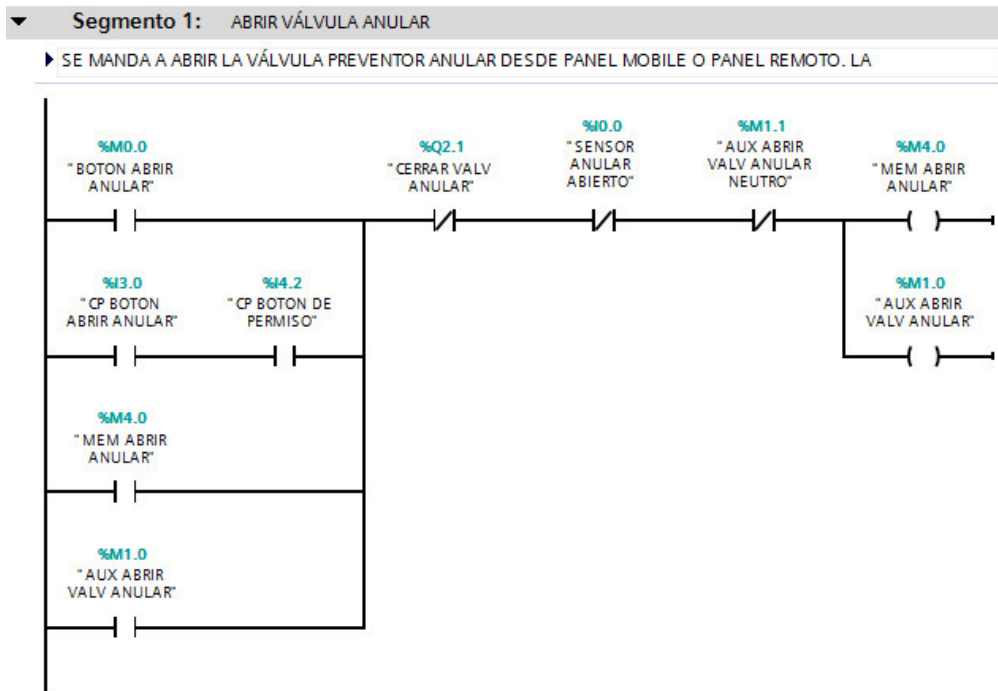 Segmento 1: ABRIR VÁLVULA ANULAR
SE MANDA A ABRIR LA VÁLVULA PREVENTOR ANULAR DESDE PANEL MOBILE O PANEL REMOTO. LA
%M0.0
"BOTON ABRIR
ANULAR"
%Q2.1
"CERRAR VALV
ANULAR"
%I0.0
"SENSOR
ANULAR
ABIERTO"
%M1.1
"AUX ABRIR
VALV ANULAR
NEUTRO"
%M4.0
"MEM ABRIR
ANULAR"
%I3.0
"CP BOTON
ABRIR ANULAR"
%I4.2
"CP BOTON DE
PERMISO"
%M1.0
"AUX ABRIR
VALV ANULAR"
%M4.0
"MEM ABRIR
ANULAR"
%M1.0
"AUX ABRIR
VALV ANULAR"